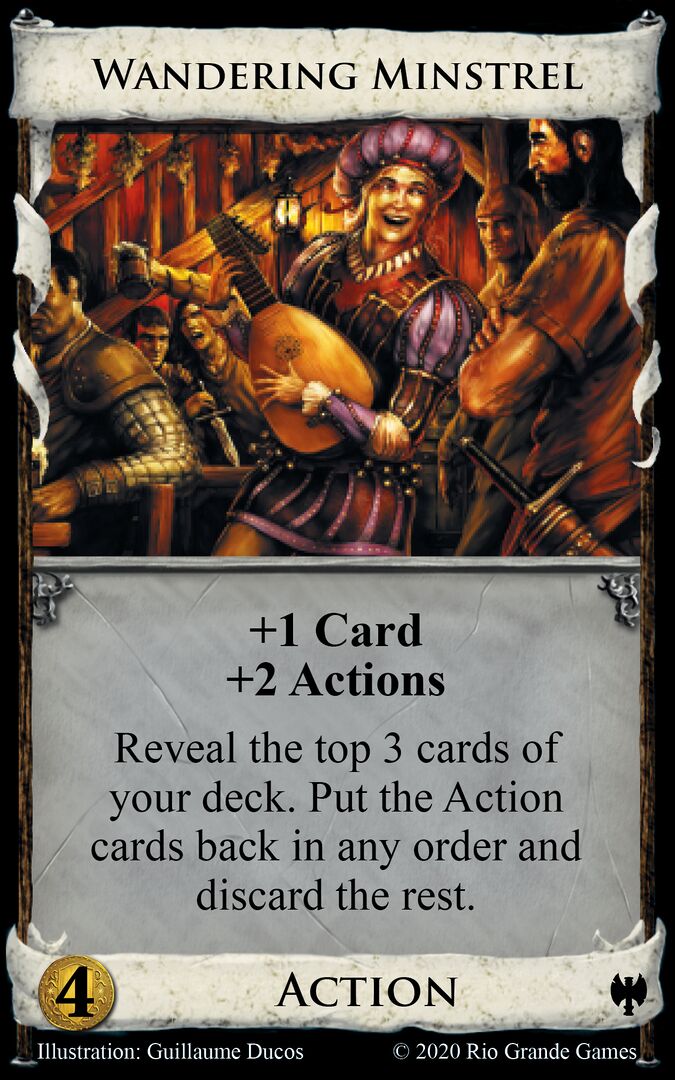 Wandering Minstrel
+1 Card
+2 Actions
Reveal the top 3 cards of
your deck. Put the Action
cards back in any order and
discard the rest.
4 Action
Illustration: Guillaume Ducos © 2020 Rio Grande Games